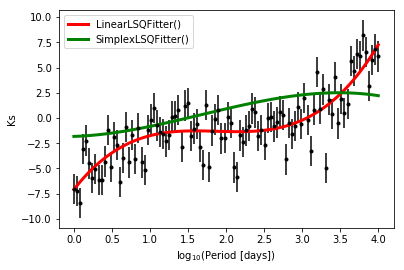 10.0
7.5
5.0
2.5
0.0
−2.5
−5.0
−7.5
−10.0
Ks
LinearLSQFitter()
SimplexLSQFitter()
0.0 0.5 1.0 1.5 2.0 2.5 3.0 3.5 4.0
log₁₀(Period [days])